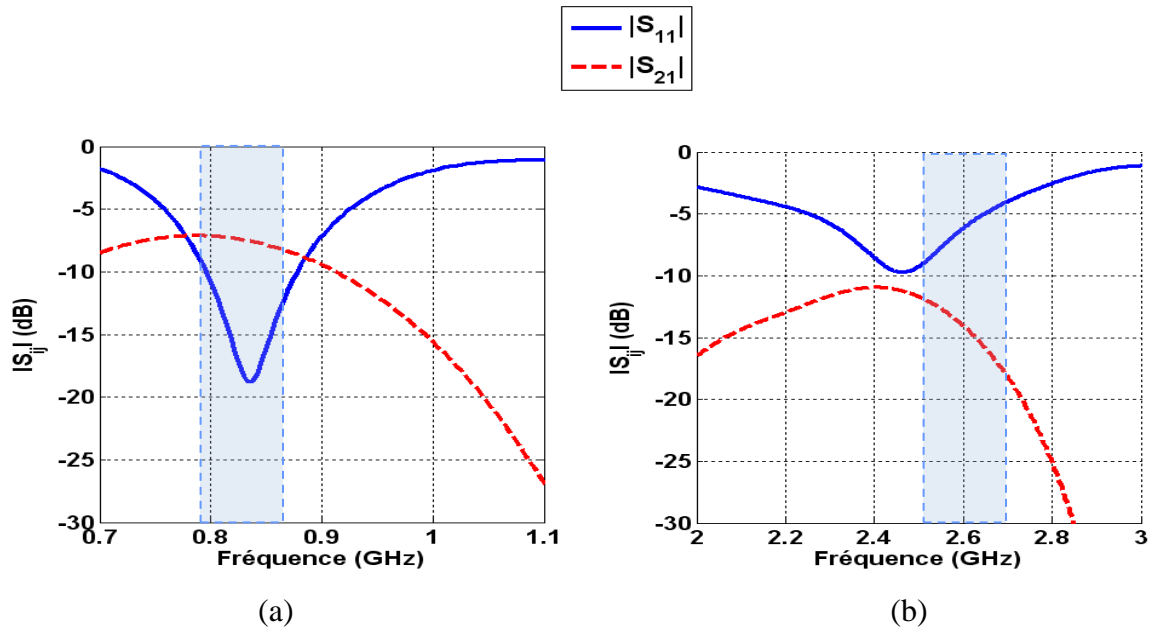 |S11|
|S21|
0
-5
-10
-15
-20
-25
-30
|Sij| (dB)
0.7 0.8 0.9 1 1.1
Fréquence (GHz)
(a)
0
-5
-10
-15
-20
-25
-30
|Sij| (dB)
2 2.2 2.4 2.6 2.8 3
Fréquence (GHz)
(b)